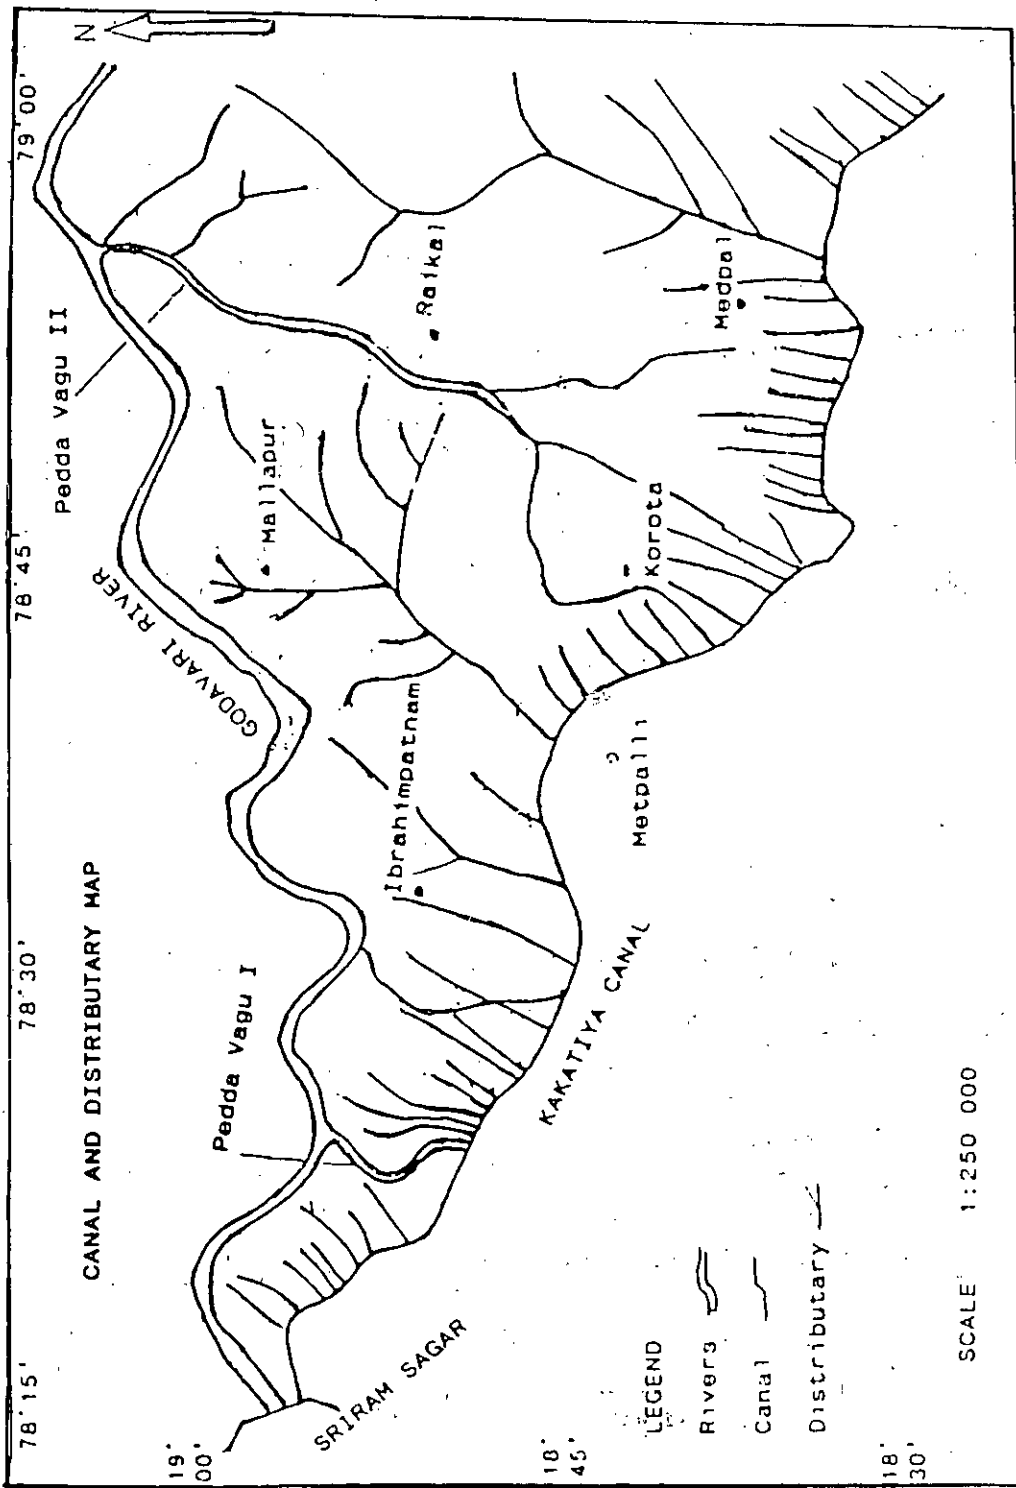 CANAL AND DISTRIBUTARY MAP
N
78°15'
78°30'
78°45'
79°00'
19°
00'
18°
45'
18°
30'
Pedda Vagu II
GODAVARI RIVER
Mallapur
Raikal
Pedda Vagu I
Ibrahimpatnam
Korota
Medpal
Metpalli
KAKATIYA CANAL
SRIRAM SAGAR
LEGEND
Rivers
Canal
Distributary
SCALE 1:250 000